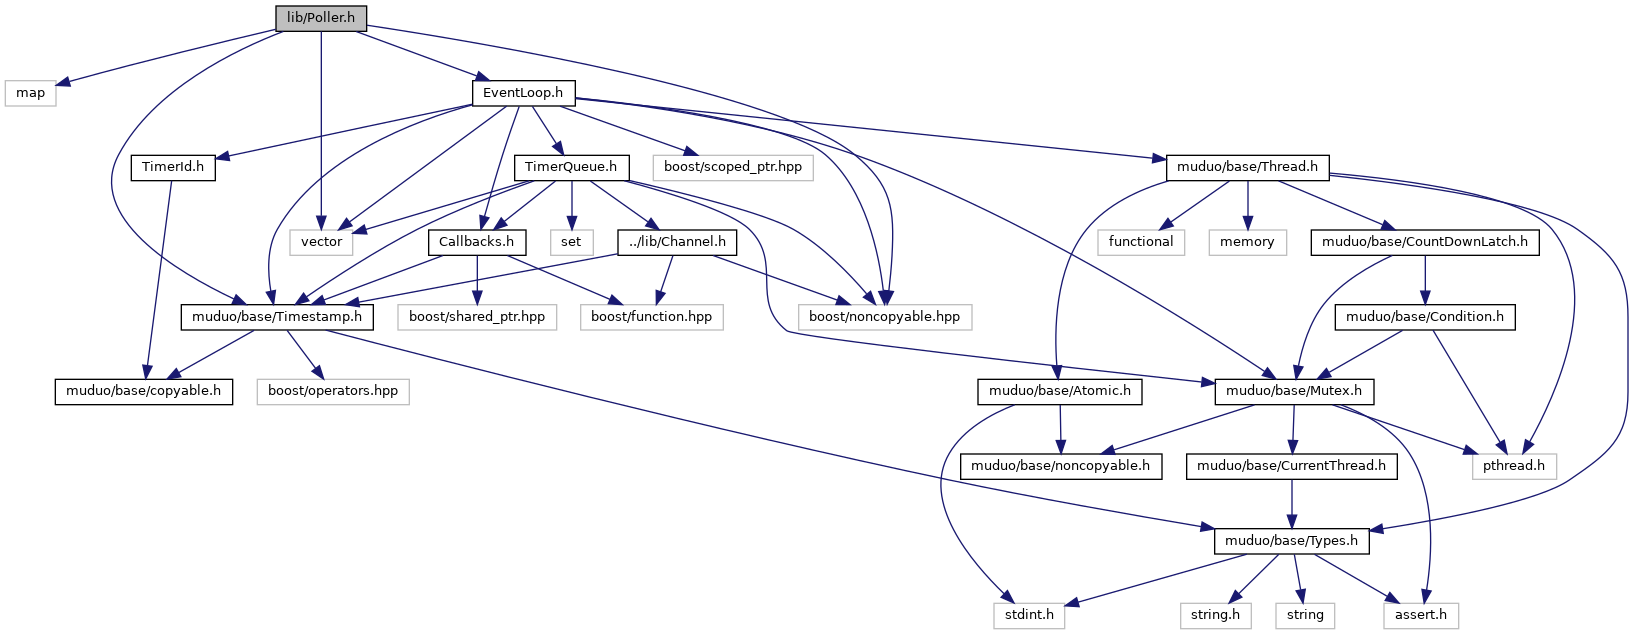 lib/Poller.h
map
EventLoop.h
TimerId.h
TimerQueue.h
boost/scoped_ptr.hpp
muduo/base/Thread.h
vector
Callbacks.h
set
../lib/Channel.h
functional
memory
muduo/base/CountDownLatch.h
muduo/base/Timestamp.h
boost/shared_ptr.hpp
boost/function.hpp
boost/noncopyable.hpp
muduo/base/Condition.h
muduo/base/copyable.h
boost/operators.hpp
muduo/base/Atomic.h
muduo/base/Mutex.h
muduo/base/noncopyable.h
muduo/base/CurrentThread.h
pthread.h
muduo/base/Types.h
stdint.h
string.h
string
assert.h